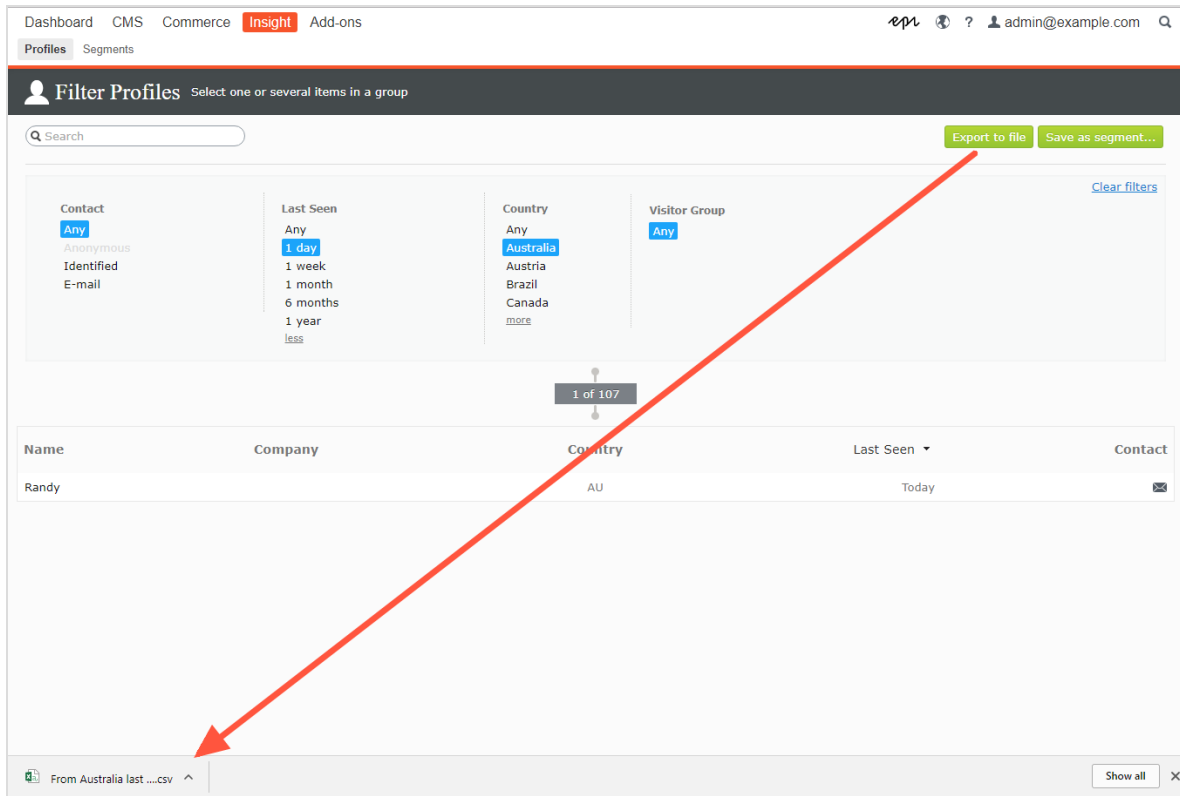 Dashboard CMS Commerce Insight Add-ons epi ? admin@example.com
Profiles Segments
Filter Profiles Select one or several items in a group
Search Export to file Save as segment...
Clear filters
Contact Last Seen Country Visitor Group
Any Any Any Any
Anonymous 1 day Australia
Identified 1 week Austria
E-mail 1 month Brazil
6 months Canada
1 year more
less
1 of 107
Name Company Country Last Seen Contact
Randy AU Today
From Australia last ....csv Show all